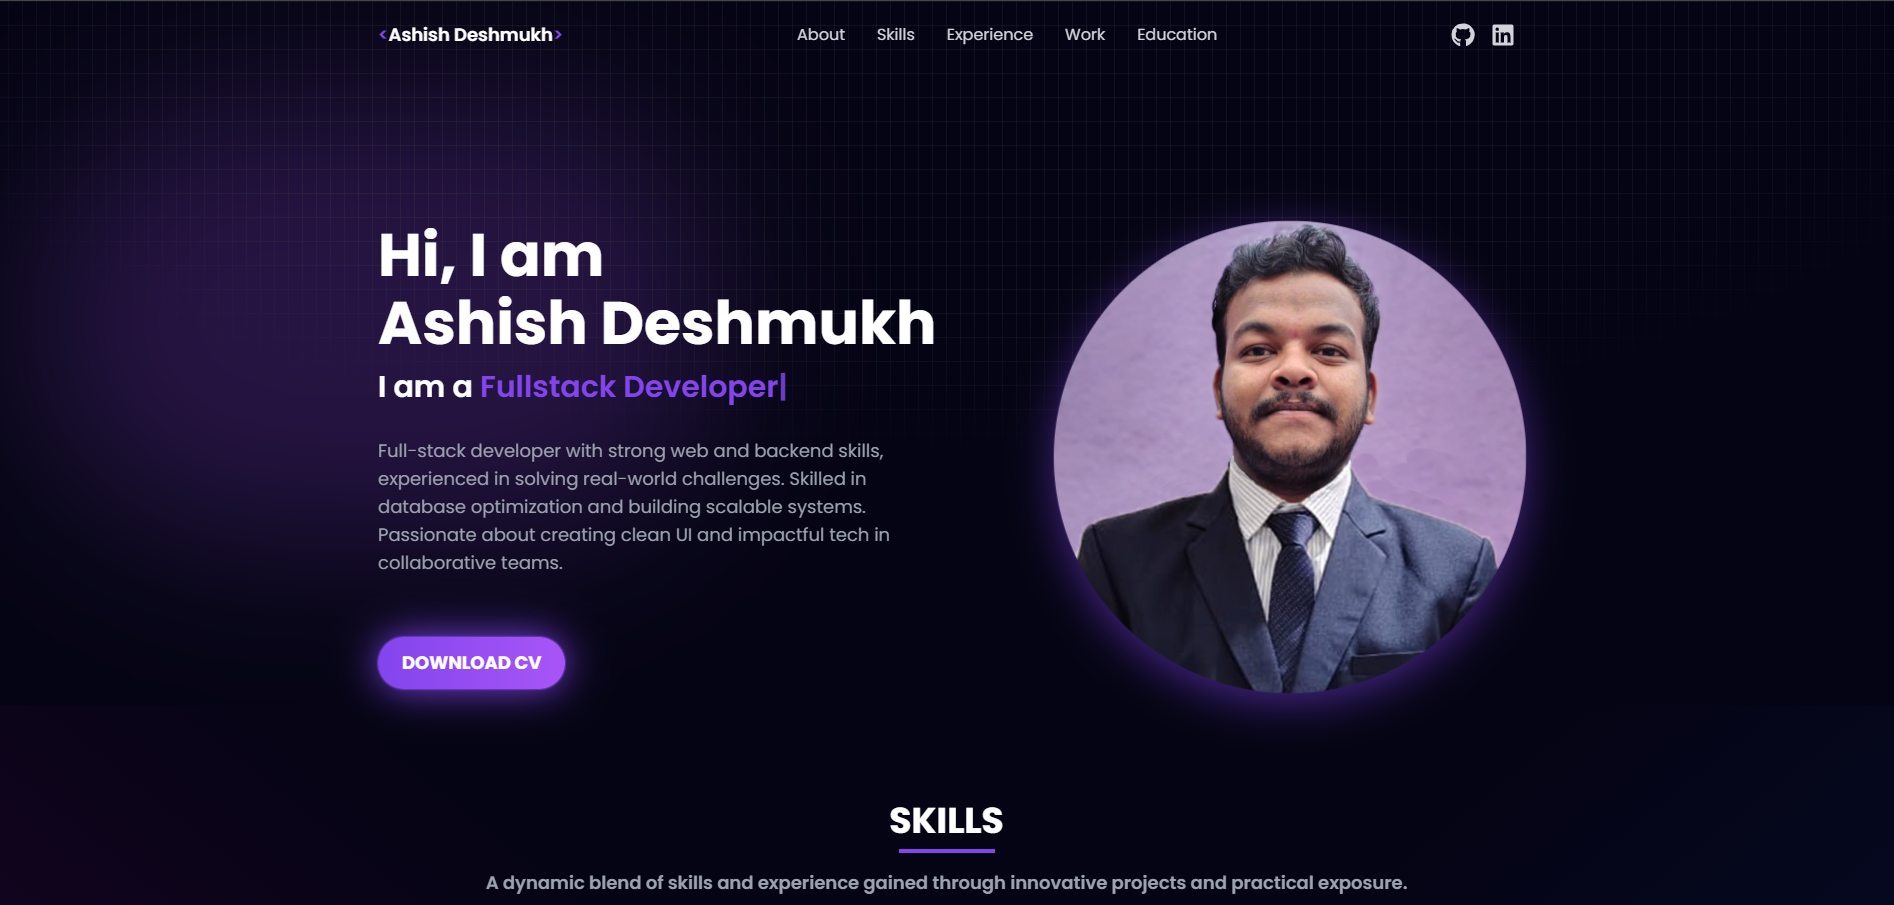 <Ashish Deshmukh>
About Skills Experience Work Education
Hi, I am
Ashish Deshmukh
I am a Fullstack Developer|
Full-stack developer with strong web and backend skills,
experienced in solving real-world challenges. Skilled in
database optimization and building scalable systems.
Passionate about creating clean UI and impactful tech in
collaborative teams.
DOWNLOAD CV
SKILLS
A dynamic blend of skills and experience gained through innovative projects and practical exposure.